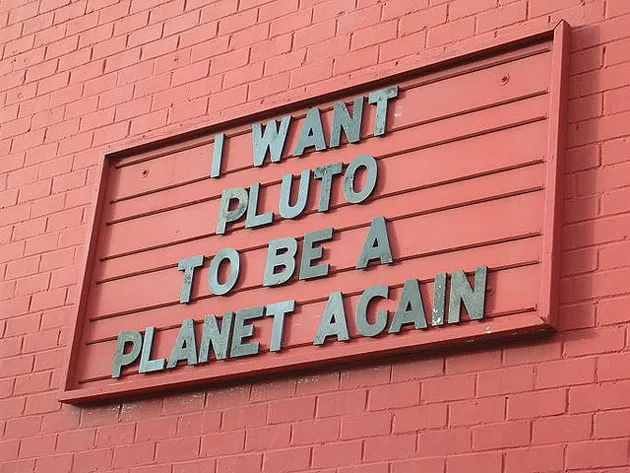 I WANT
PLUTO
TO BE A
PLANET AGAIN